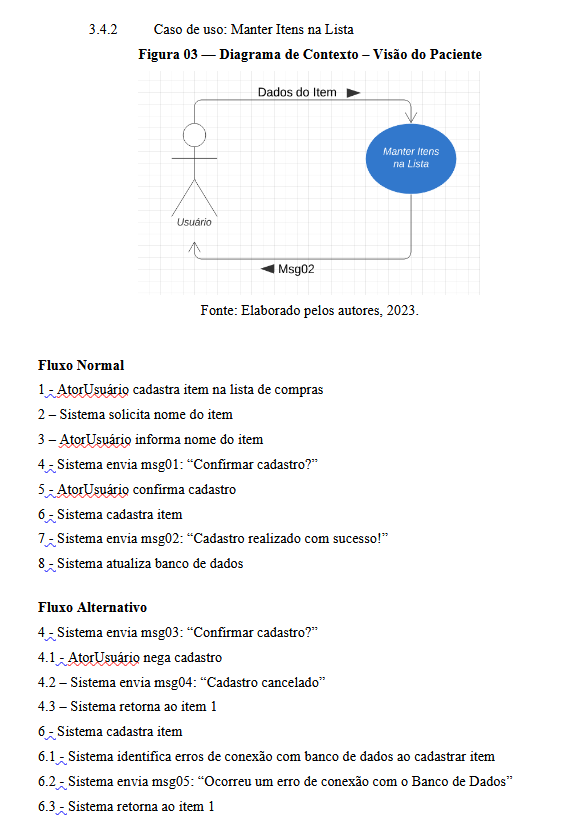 3.4.2 Caso de uso: Manter Itens na Lista
Figura 03 — Diagrama de Contexto – Visão do Paciente
Dados do Item
Manter Itens
na Lista
Usuário
Msg02
Fonte: Elaborado pelos autores, 2023.
Fluxo Normal
1 - AtorUsuário cadastra item na lista de compras
2 – Sistema solicita nome do item
3 – AtorUsuário informa nome do item
4 - Sistema envia msg01: “Confirmar cadastro?”
5 - AtorUsuário confirma cadastro
6 - Sistema cadastra item
7 - Sistema envia msg02: “Cadastro realizado com sucesso!”
8 - Sistema atualiza banco de dados
Fluxo Alternativo
4 - Sistema envia msg03: “Confirmar cadastro?”
4.1 - AtorUsuário nega cadastro
4.2 – Sistema envia msg04: “Cadastro cancelado”
4.3 – Sistema retorna ao item 1
6 - Sistema cadastra item
6.1 - Sistema identifica erros de conexão com banco de dados ao cadastrar item
6.2 - Sistema envia msg05: “Ocorreu um erro de conexão com o Banco de Dados”
6.3 - Sistema retorna ao item 1